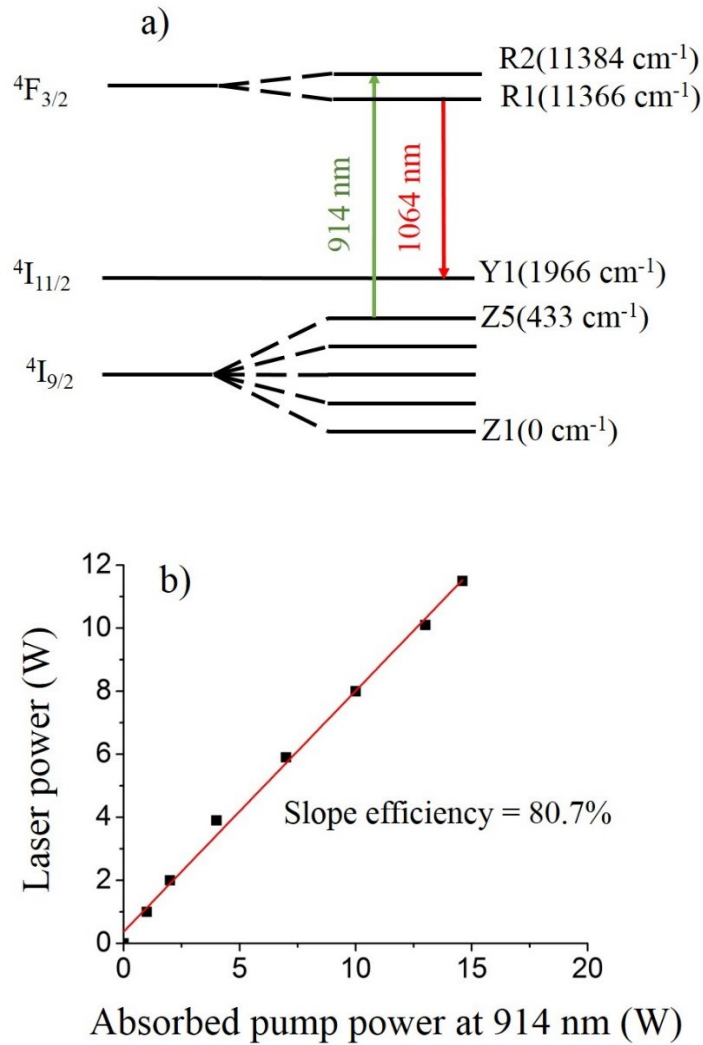 a)
R2(11384 cm⁻¹)
⁴F₃/₂
R1(11366 cm⁻¹)
914 nm
1064 nm
⁴I₁₁/₂
Y1(1966 cm⁻¹)
Z5(433 cm⁻¹)
⁴I₉/₂
Z1(0 cm⁻¹)
b)
12
10
8
6
4
2
0
Laser power (W)
Slope efficiency = 80.7%
0 5 10 15 20
Absorbed pump power at 914 nm (W)